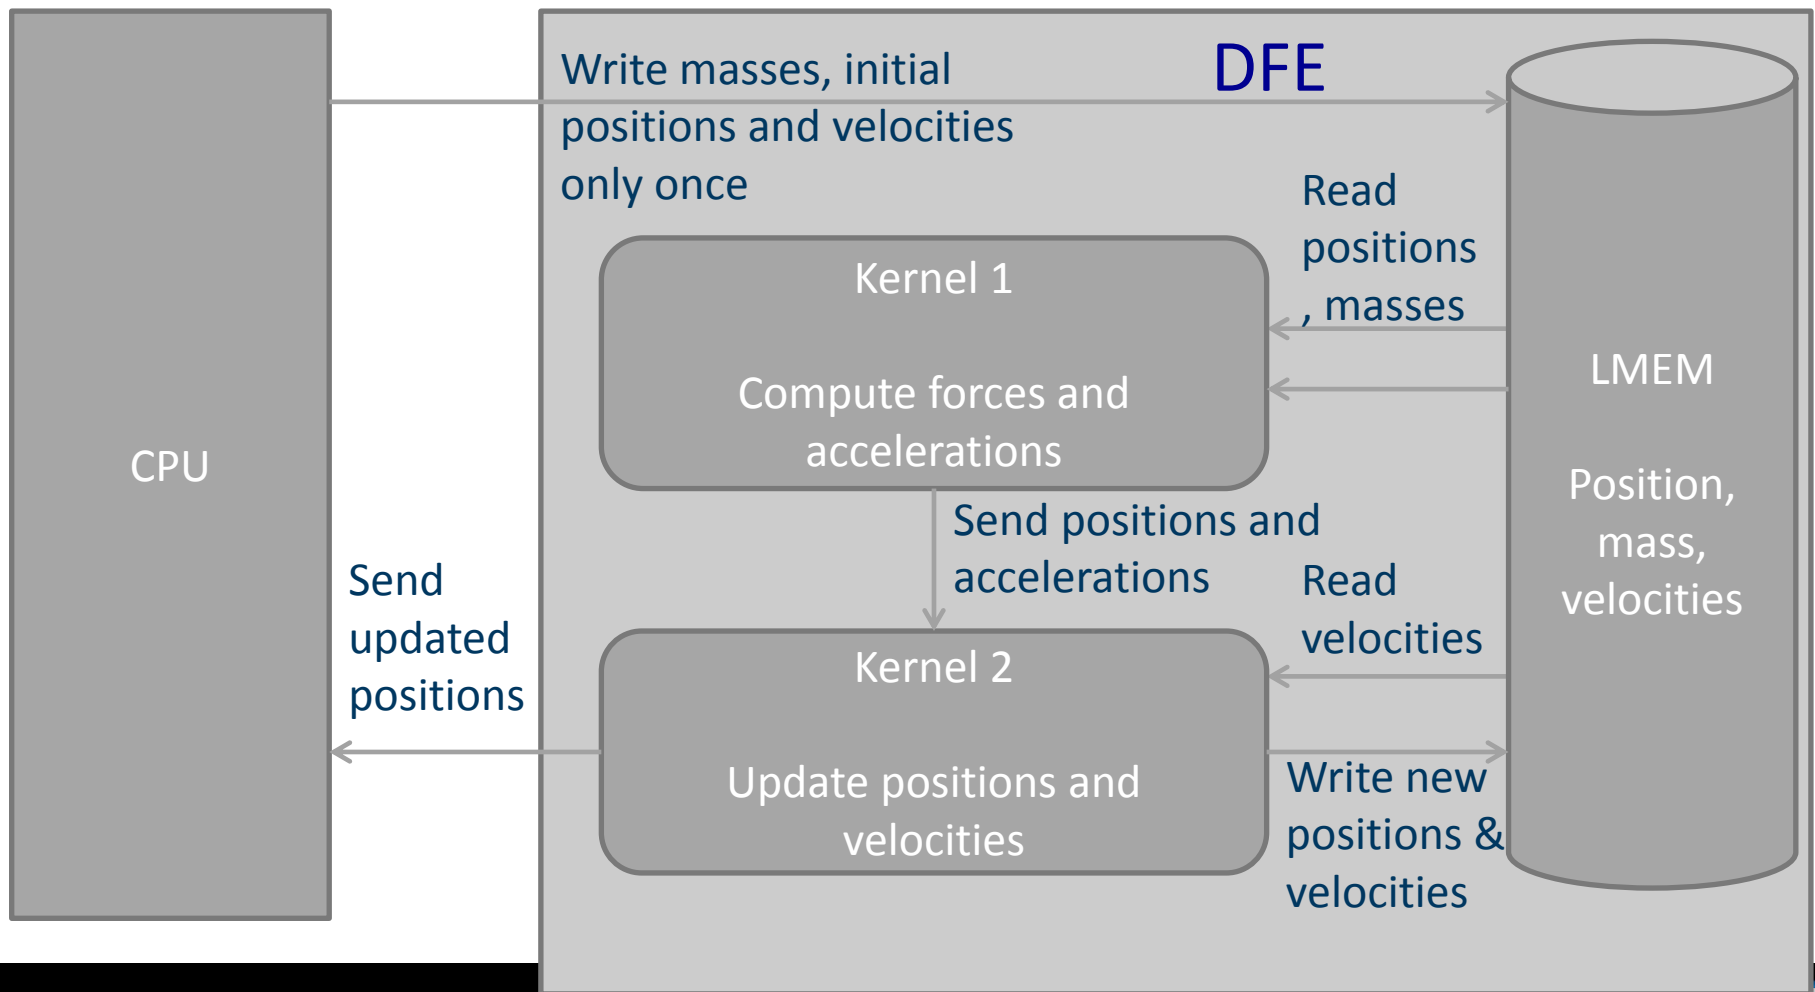 Write masses, initial
positions and velocities
only once
DFE
Read
positions
, masses
Kernel 1
Compute forces and
accelerations
LMEM
Position,
mass,
velocities
CPU
Send positions and
accelerations
Send
updated
positions
Read
velocities
Kernel 2
Update positions and
velocities
Write new
positions &
velocities